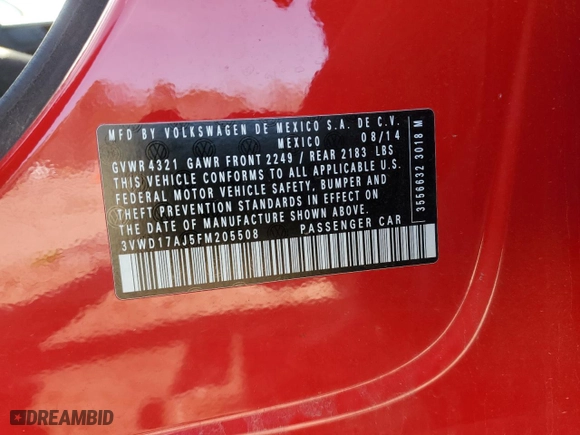 MFD BY VOLKSWAGEN DE MEXICO S.A. DE C.V.
MEXICO 08/14
GVWR 4321 GAWR FRONT 2249 / REAR 2183 LBS
THIS VEHICLE CONFORMS TO ALL APPLICABLE U.S.
FEDERAL MOTOR VEHICLE SAFETY, BUMPER AND
THEFT PREVENTION STANDARDS IN EFFECT ON
THE DATE OF MANUFACTURE SHOWN ABOVE
3VWD17AJ5FM205508 PASSENGER CAR
3556632 3018 M
DREAMBID